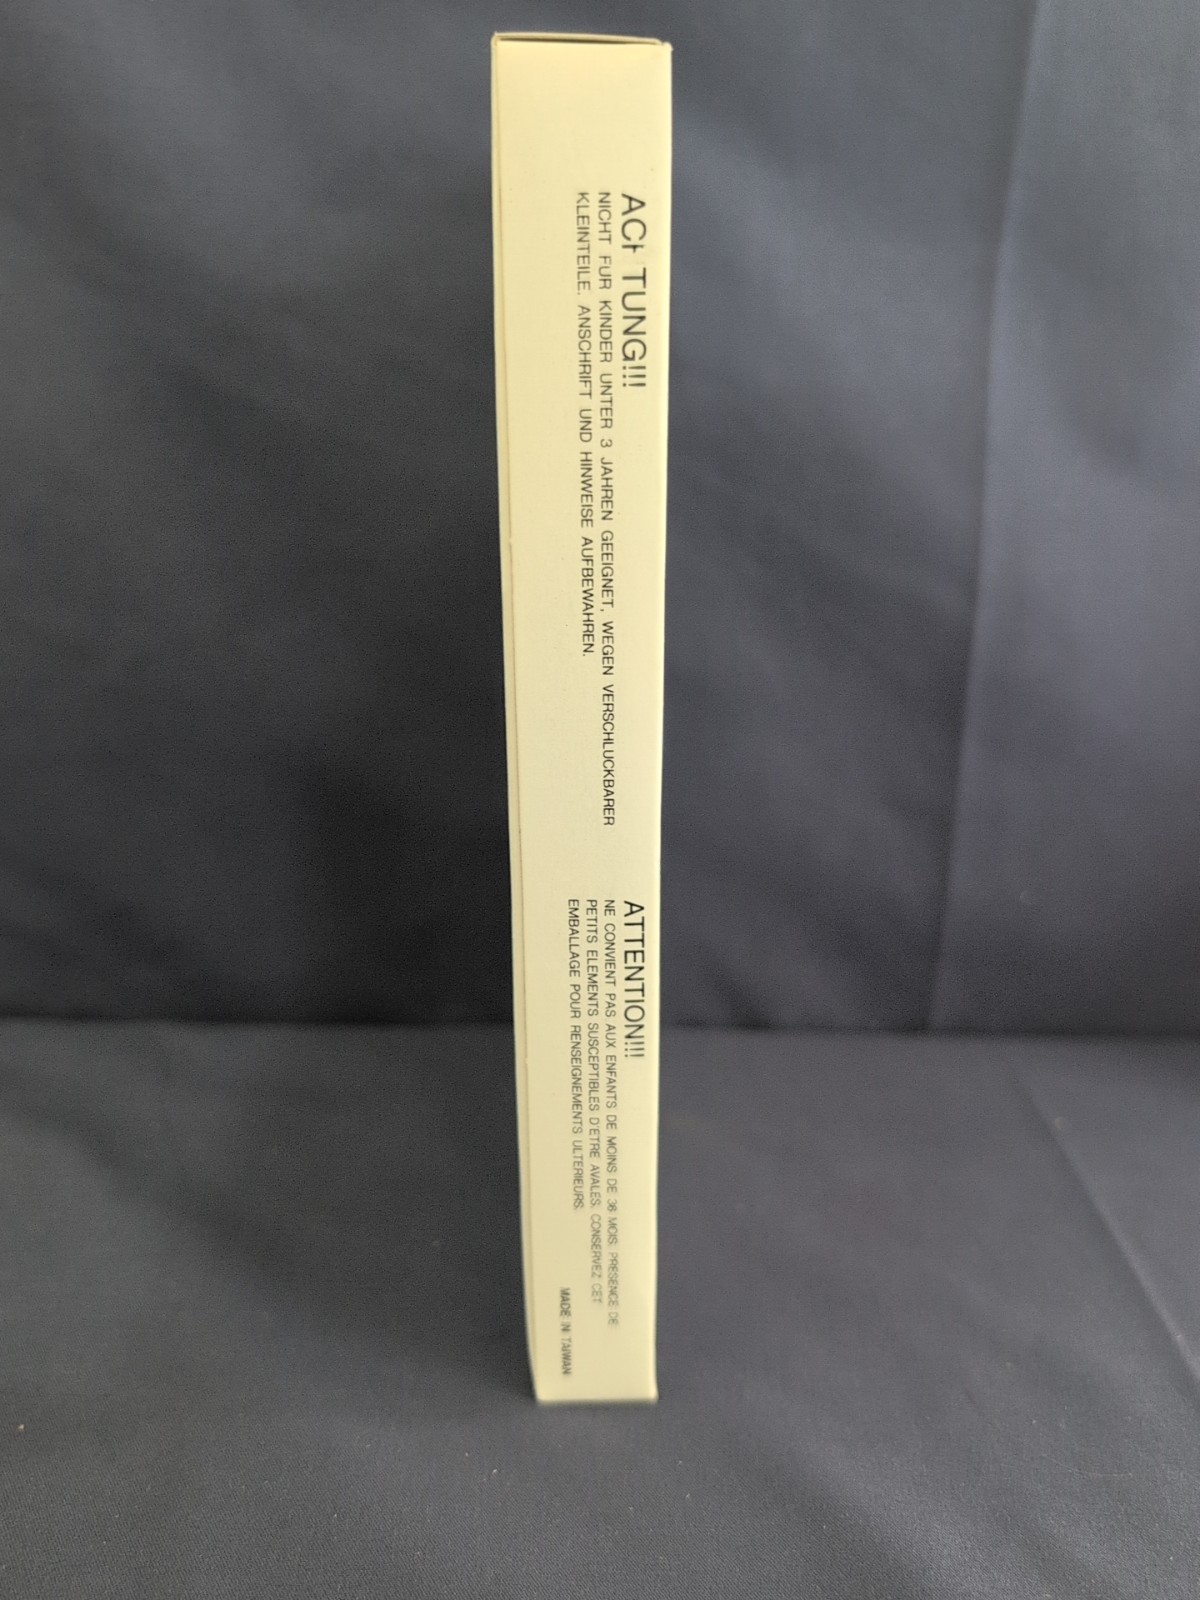 ACHTUNG!!!
NICHT FUR KINDER UNTER 3 JAHREN GEEIGNET, WEGEN VERSCHLUCKBARER
KLEINTEILE. ANSCHRIFT UND HINWEISE AUFBEWAHREN.
ATTENTION!!!
NE CONVIENT PAS AUX ENFANTS DE MOINS DE 36 MOIS. PRESENCE DE
PETITS ELEMENTS SUSCEPTIBLES D'ETRE AVALES. CONSERVEZ CET
EMBALLAGE POUR RENSEIGNEMENTS ULTERIEURS.
MADE IN TAIWAN